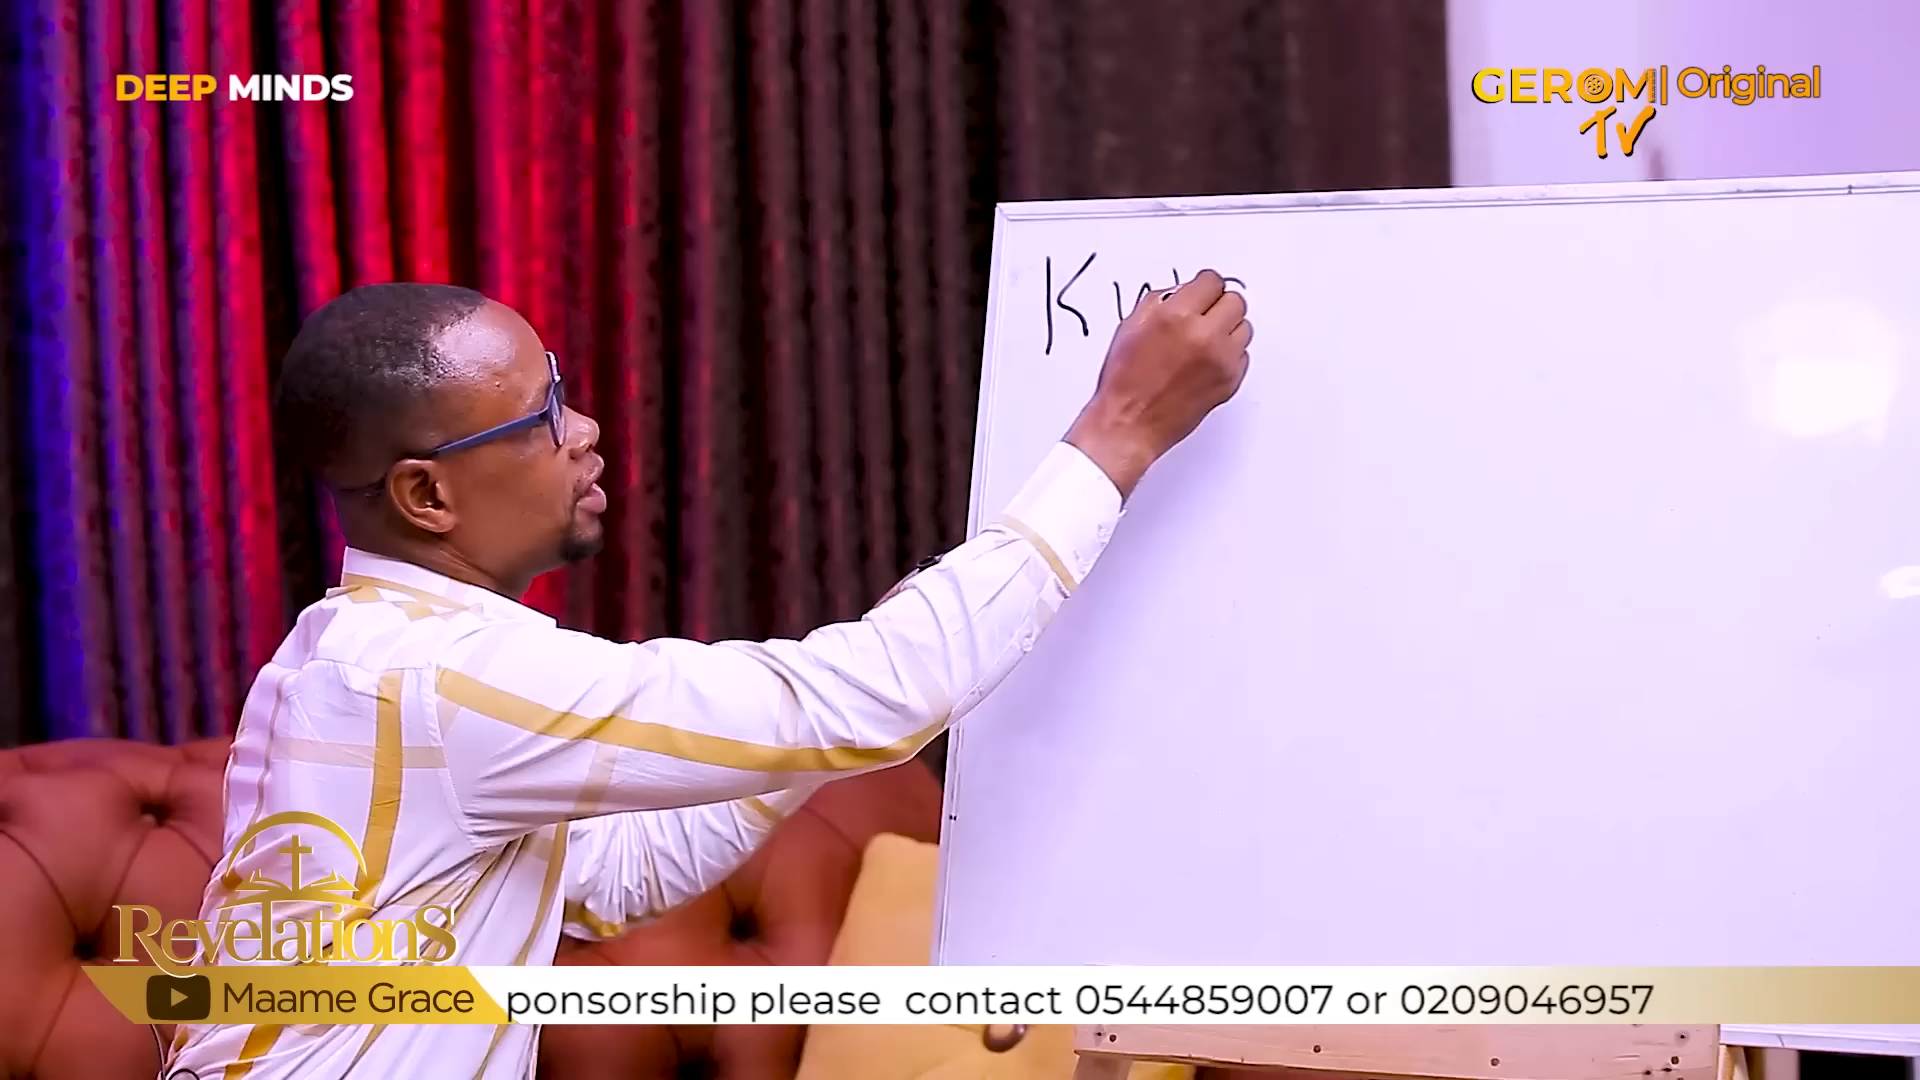 DEEP MINDS
GEROM TV | Original
Revelations
Maame Grace
ponsorship please contact 0544859007 or 0209046957